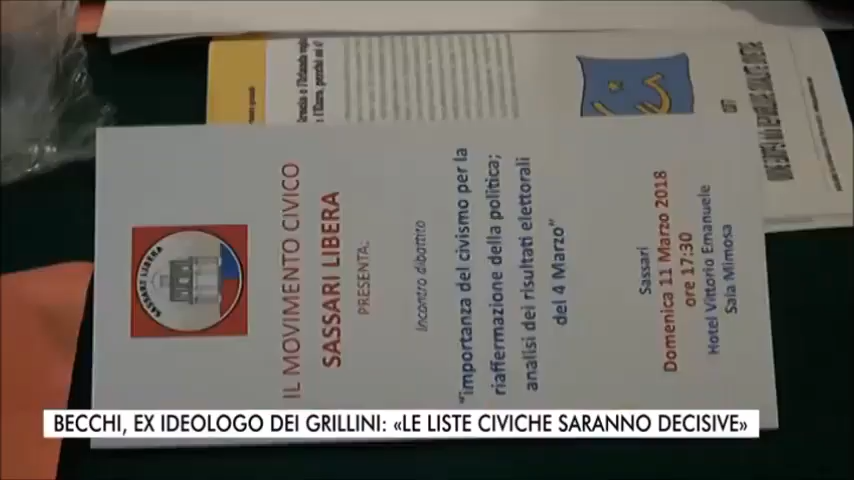 SASSARI LIBERA
IL MOVIMENTO CIVICO
SASSARI LIBERA
PRESENTA:
Incontro dibattito
"importanza del civismo per la
riaffermazione della politica;
analisi dei risultati elettorali
del 4 Marzo"
Sassari
Domenica 11 Marzo 2018
ore 17:30
Hotel Vittorio Emanuele
Sala Mimosa
BECCHI, EX IDEOLOGO DEI GRILLINI: «LE LISTE CIVICHE SARANNO DECISIVE»